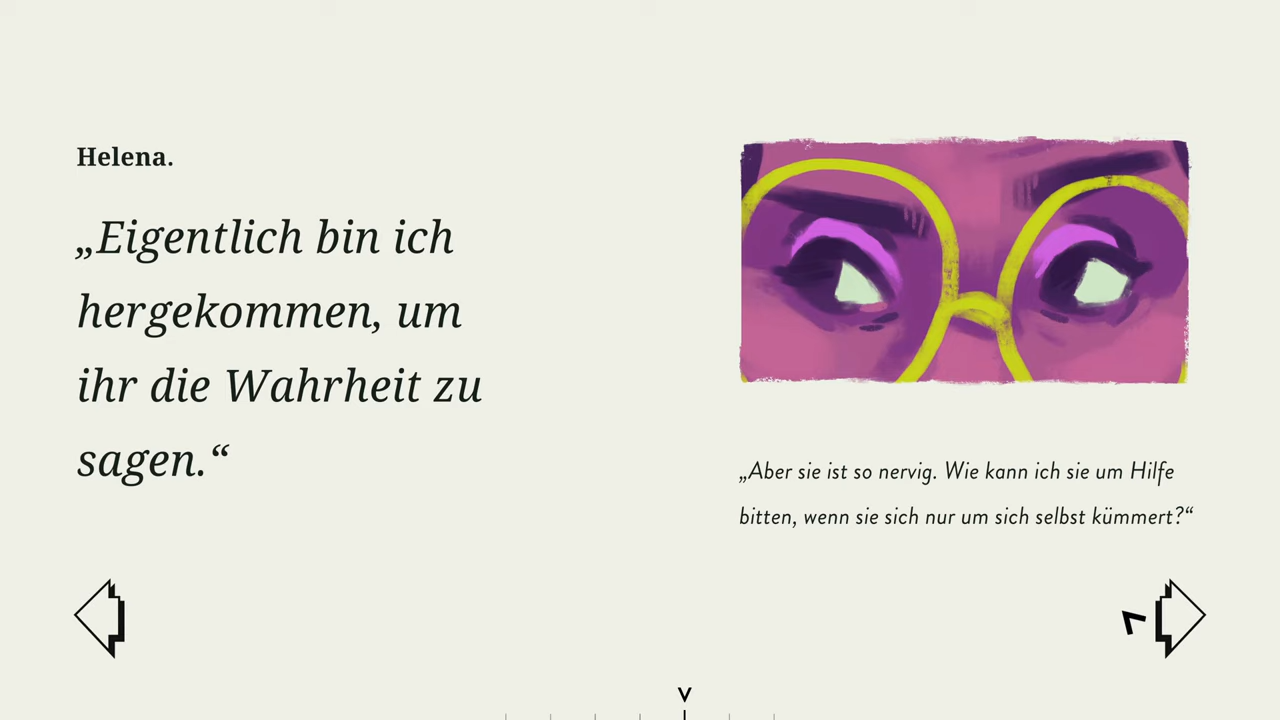 Helena.
„Eigentlich bin ich
hergekommen, um
ihr die Wahrheit zu
sagen.“
„Aber sie ist so nervig. Wie kann ich sie um Hilfe
bitten, wenn sie sich nur um sich selbst kümmert?“